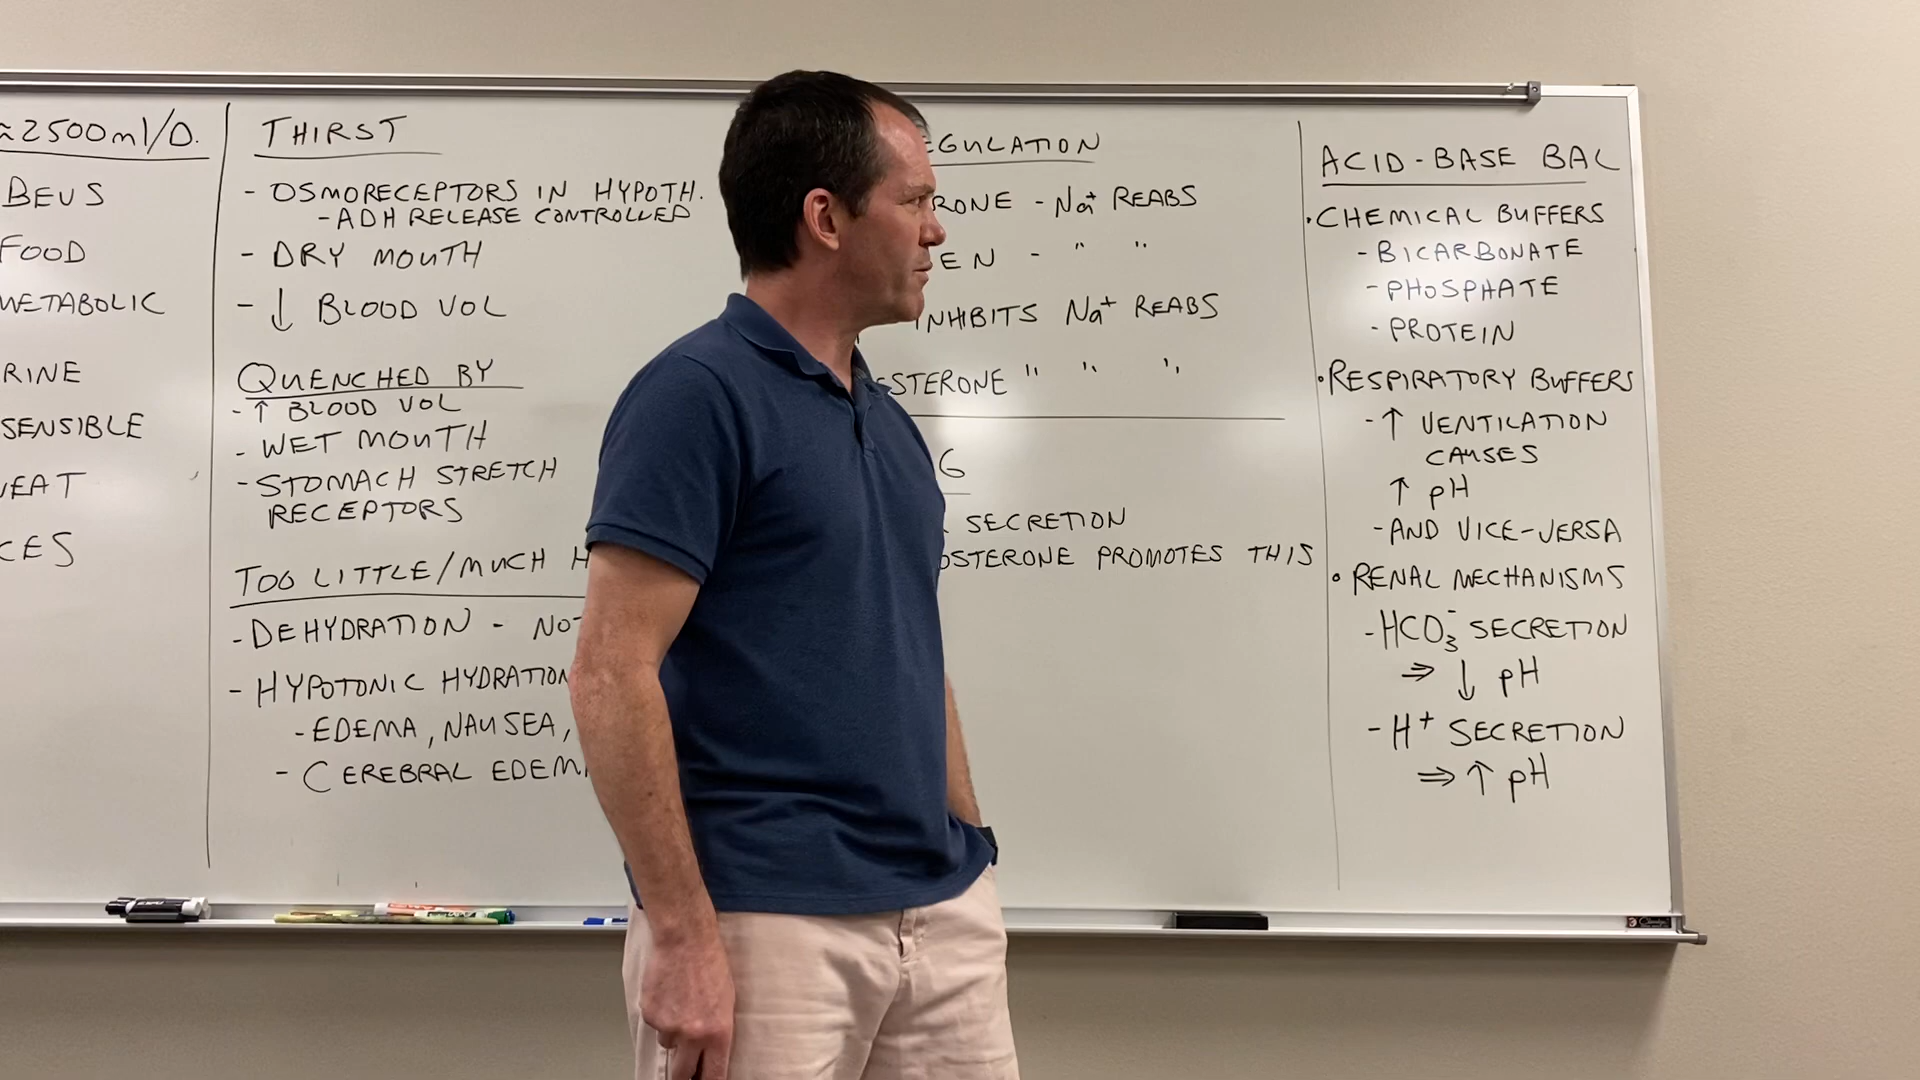 ≈2500ml/D.
BEVS
FOOD
METABOLIC
RINE
SENSIBLE
EAT
CES
THIRST
- OSMORECEPTORS IN HYPOTH.
- ADH RELEASE CONTROLLED
- DRY MOUTH
- ↓ BLOOD VOL
QUENCHED BY
- ↑ BLOOD VOL
- WET MOUTH
- STOMACH STRETCH
RECEPTORS
TOO LITTLE/MUCH H
- DEHYDRATION - NOT
- HYPOTONIC HYDRATION
- EDEMA, NAUSEA,
- CEREBRAL EDEM
EGULATION
RONE - Na+ REABS
EN - " "
INHIBITS Na+ REABS
STERONE " " "
G
SECRETION
OSTERONE PROMOTES THIS
ACID-BASE BAL
• CHEMICAL BUFFERS
- BICARBONATE
- PHOSPHATE
- PROTEIN
• RESPIRATORY BUFFERS
- ↑ VENTILATION
CAUSES
↑ pH
- AND VICE-VERSA
• RENAL MECHANISMS
- HCO3- SECRETION
⇒ ↓ pH
- H+ SECRETION
⇒ ↑ pH